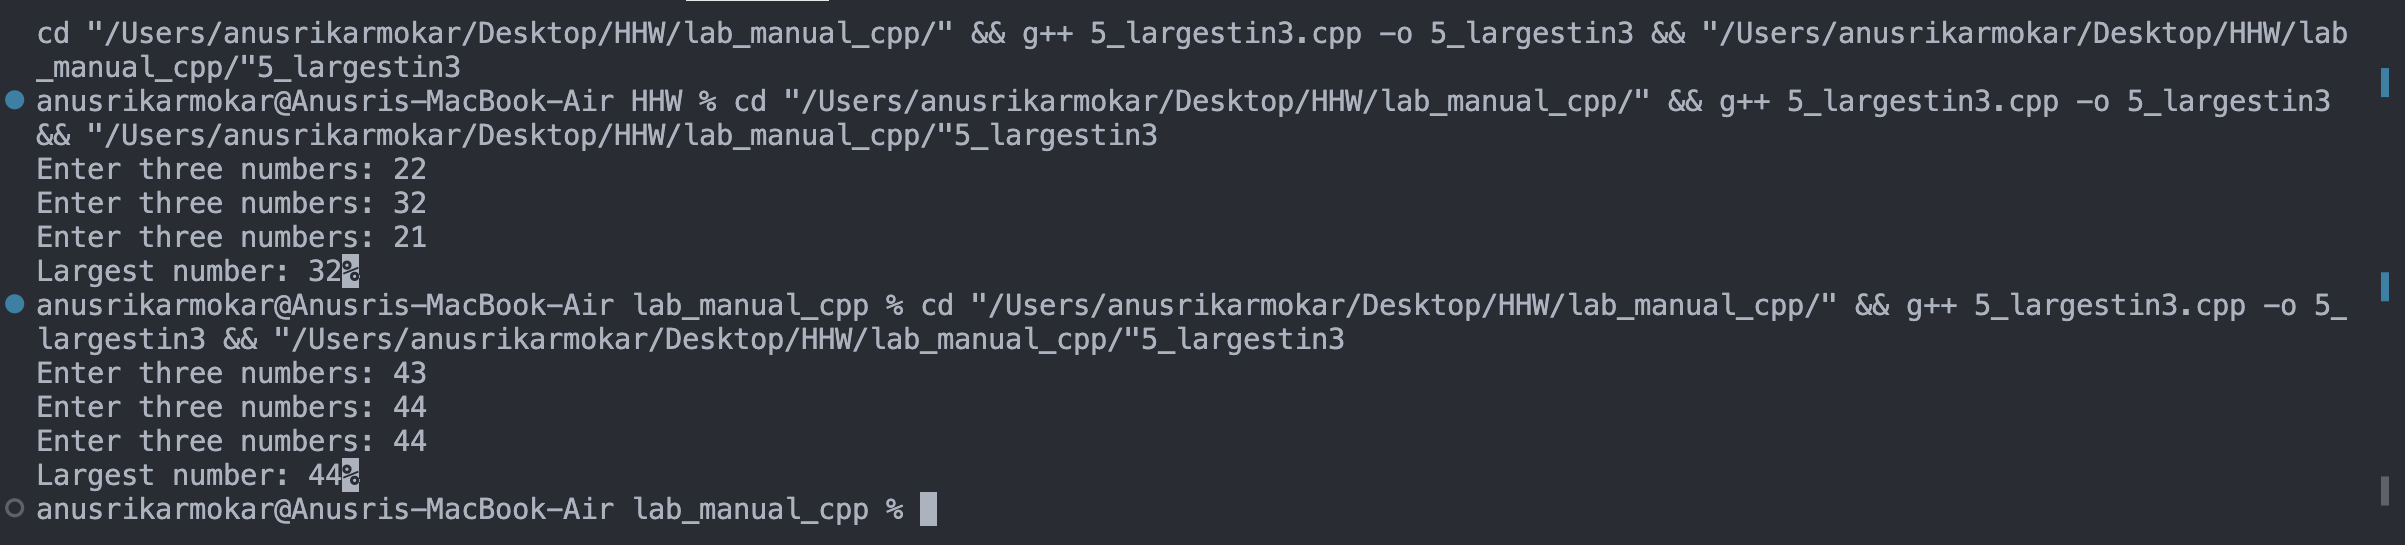 cd "/Users/anusrikarmokar/Desktop/HHW/lab_manual_cpp/" && g++ 5_largestin3.cpp -o 5_largestin3 && "/Users/anusrikarmokar/Desktop/HHW/lab
_manual_cpp/"5_largestin3
anusrikarmokar@Anusris-MacBook-Air HHW % cd "/Users/anusrikarmokar/Desktop/HHW/lab_manual_cpp/" && g++ 5_largestin3.cpp -o 5_largestin3
&& "/Users/anusrikarmokar/Desktop/HHW/lab_manual_cpp/"5_largestin3
Enter three numbers: 22
Enter three numbers: 32
Enter three numbers: 21
Largest number: 32%
anusrikarmokar@Anusris-MacBook-Air lab_manual_cpp % cd "/Users/anusrikarmokar/Desktop/HHW/lab_manual_cpp/" && g++ 5_largestin3.cpp -o 5_
largestin3 && "/Users/anusrikarmokar/Desktop/HHW/lab_manual_cpp/"5_largestin3
Enter three numbers: 43
Enter three numbers: 44
Enter three numbers: 44
Largest number: 44%
anusrikarmokar@Anusris-MacBook-Air lab_manual_cpp %